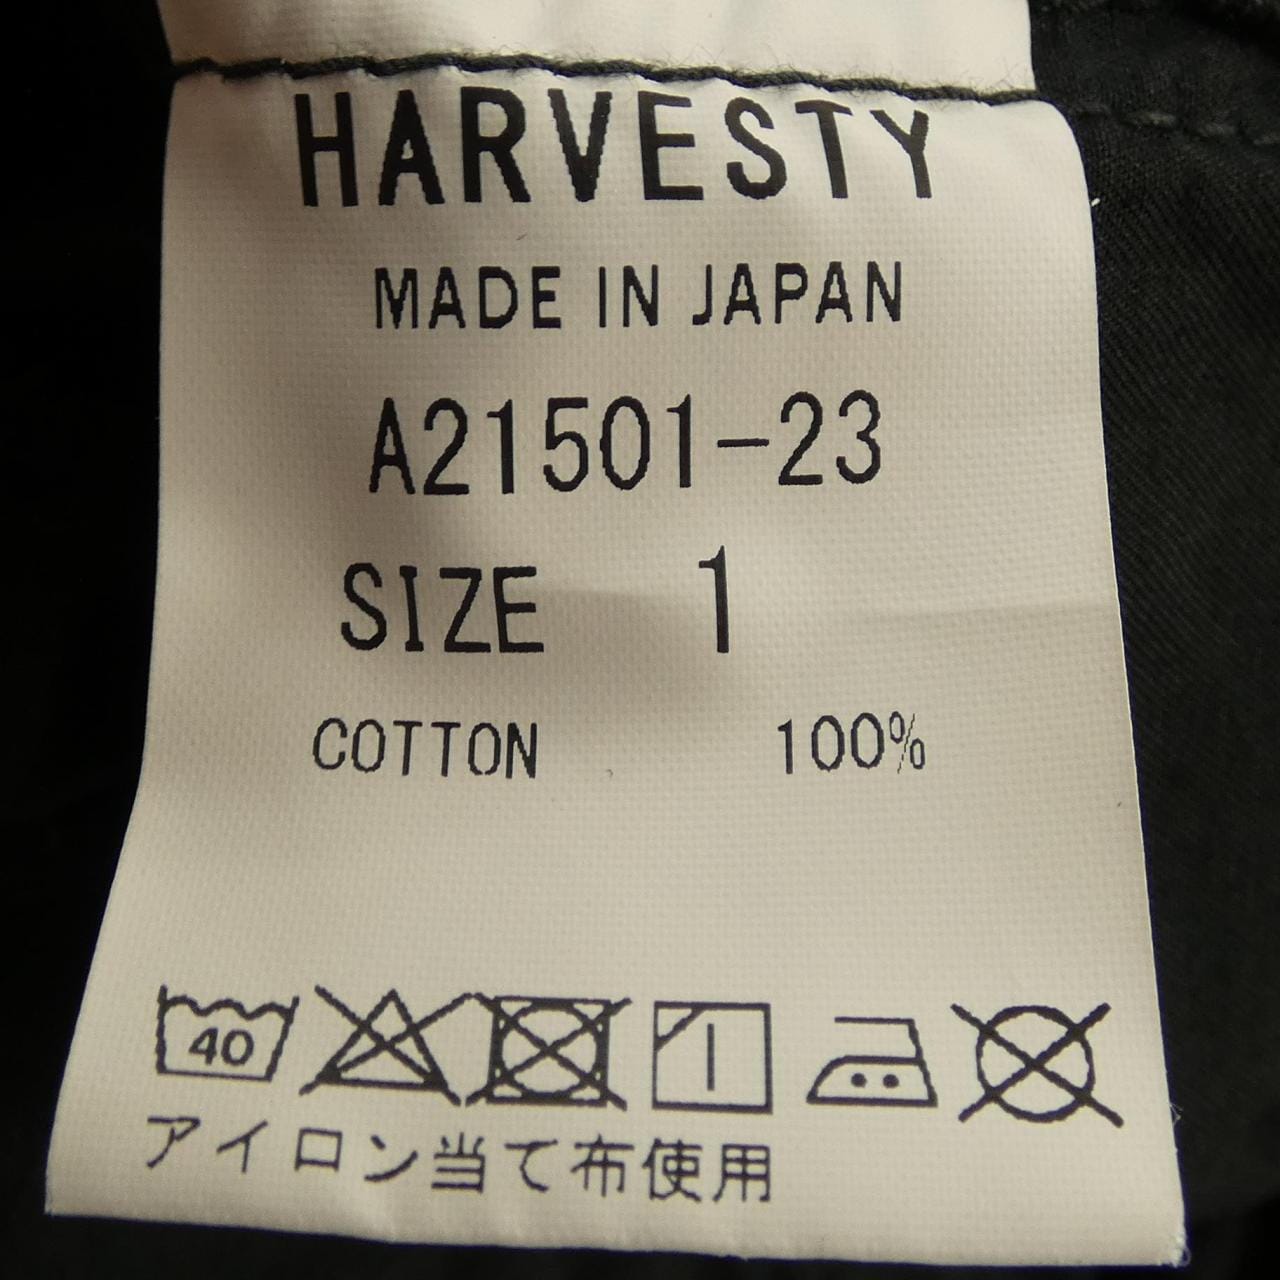 HARVESTY
MADE IN JAPAN
A21501-23
SIZE 1
COTTON 100%
40
アイロン当て布使用